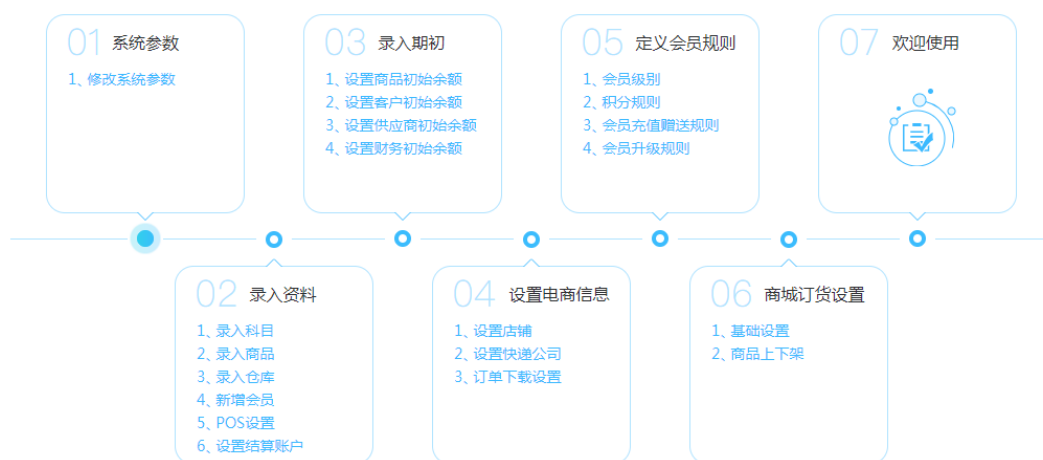 01 系统参数
1、修改系统参数
02 录入资料
1、录入科目
2、录入商品
3、录入仓库
4、新增会员
5、POS设置
6、设置结算账户
03 录入期初
1、设置商品初始余额
2、设置客户初始余额
3、设置供应商初始余额
4、设置财务初始余额
04 设置电商信息
1、设置店铺
2、设置快递公司
3、订单下载设置
05 定义会员规则
1、会员级别
2、积分规则
3、会员充值赠送规则
4、会员升级规则
06 商城订货设置
1、基础设置
2、商品上下架
07 欢迎使用